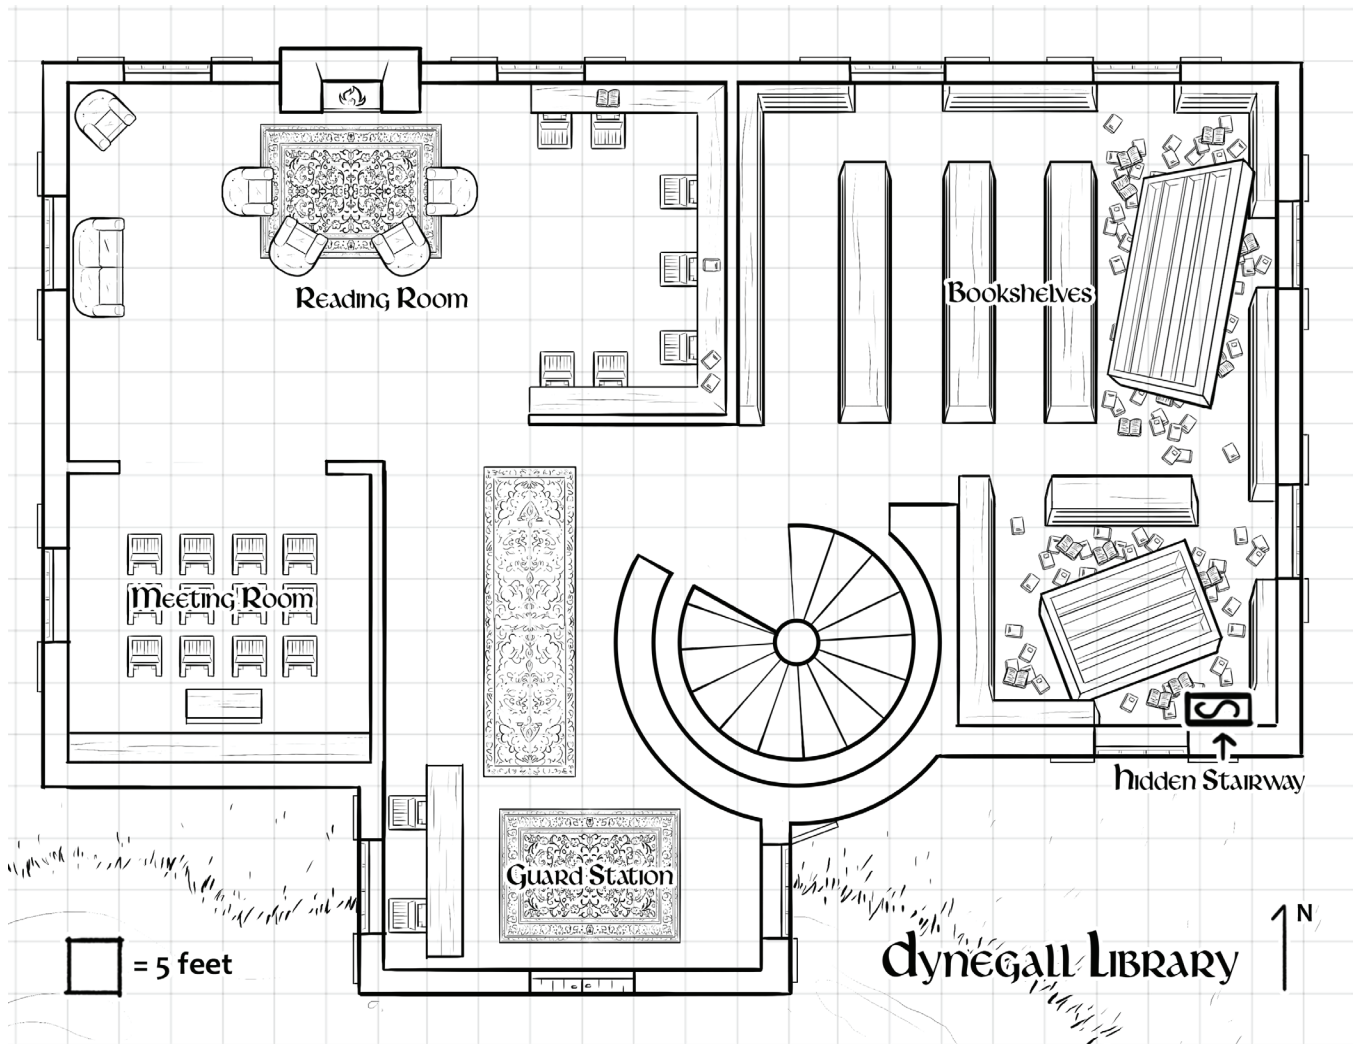 Reading Room
Bookshelves
Meeting Room
S
Hidden Stairway
Guard Station
N
Dynegall Library
= 5 feet